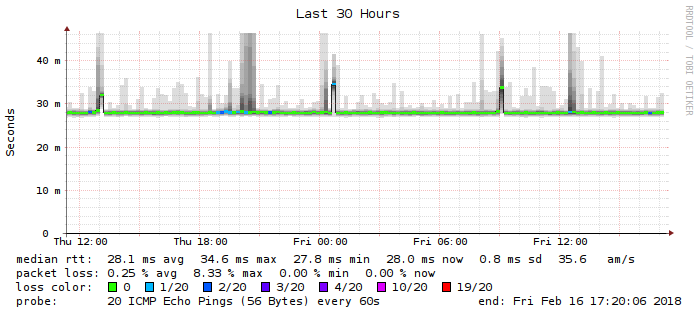 Last 30 Hours
RRDTOOL / TOBI OETIKER
Seconds
40 m
30 m
20 m
10 m
0
Thu 12:00 Thu 18:00 Fri 00:00 Fri 06:00 Fri 12:00
median rtt: 28.1 ms avg 34.6 ms max 27.8 ms min 28.0 ms now 0.8 ms sd 35.6 am/s
packet loss: 0.25 % avg 8.33 % max 0.00 % min 0.00 % now
loss color: 0 1/20 2/20 3/20 4/20 10/20 19/20
probe: 20 ICMP Echo Pings (56 Bytes) every 60s end: Fri Feb 16 17:20:06 2018